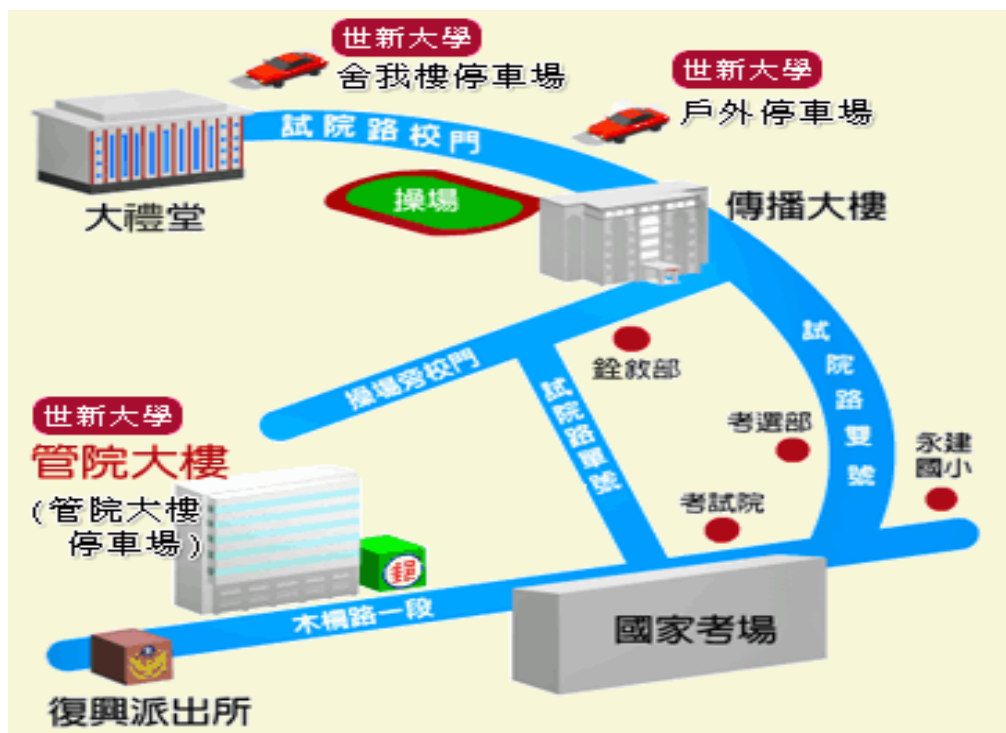 世新大學
舍我樓停車場
世新大學
戶外停車場
試院路校門
操場
大禮堂
傳播大樓
操場旁校門
銓敘部
試院路雙號
試院路單號
考選部
永建
國小
世新大學
管院大樓
(管院大樓
停車場)
考試院
郵
木柵路一段
國家考場
復興派出所